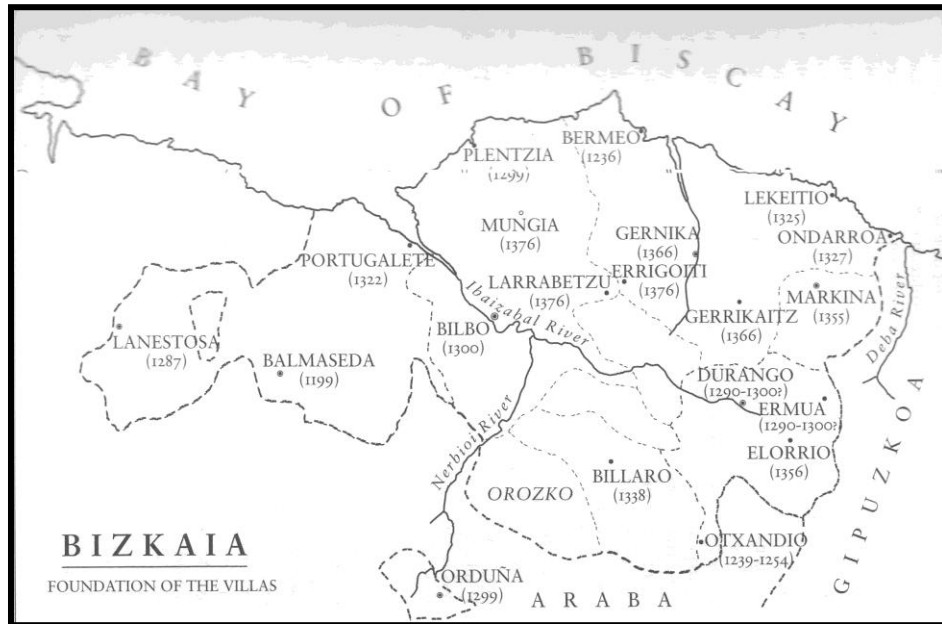 BAY OF BISCAY
BERMEO
(1236)
PLENTZIA
(1299)
LEKEITIO
(1325)
MUNGIA
(1376)
GERNIKA
(1366)
ONDARROA
(1327)
PORTUGALETE
(1322)
ERRIGOITI
(1376)
LARRABETZU
(1376)
MARKINA
(1355)
Ibaizabal River
GERRIKAITZ
(1366)
Deba River
LANESTOSA
(1287)
BILBO
(1300)
BALMASEDA
(1199)
DURANGO
(1290-1300?)
ERMUA
(1290-1300?
ELORRIO
(1356)
Nerbioi River
BILLARO
(1338)
OROZKO
GIPUZKOA
OTXANDIO
(1239-1254)
BIZKAIA
FOUNDATION OF THE VILLAS
ORDUÑA
(1299)
ARABA